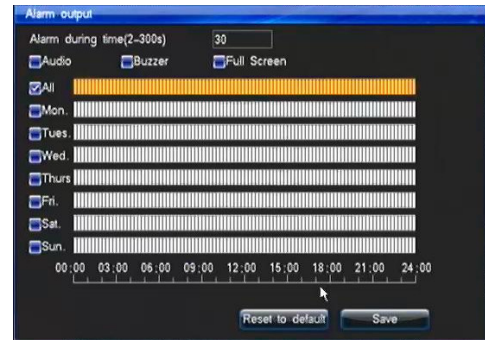 Alarm output
Alarm during time(2-300s) 30
Audio Buzzer Full Screen
All
Mon.
Tues.
Wed.
Thurs
Fri.
Sat.
Sun.
00:00 03:00 06:00 09:00 12:00 15:00 18:00 21:00 24:00
Reset to default Save